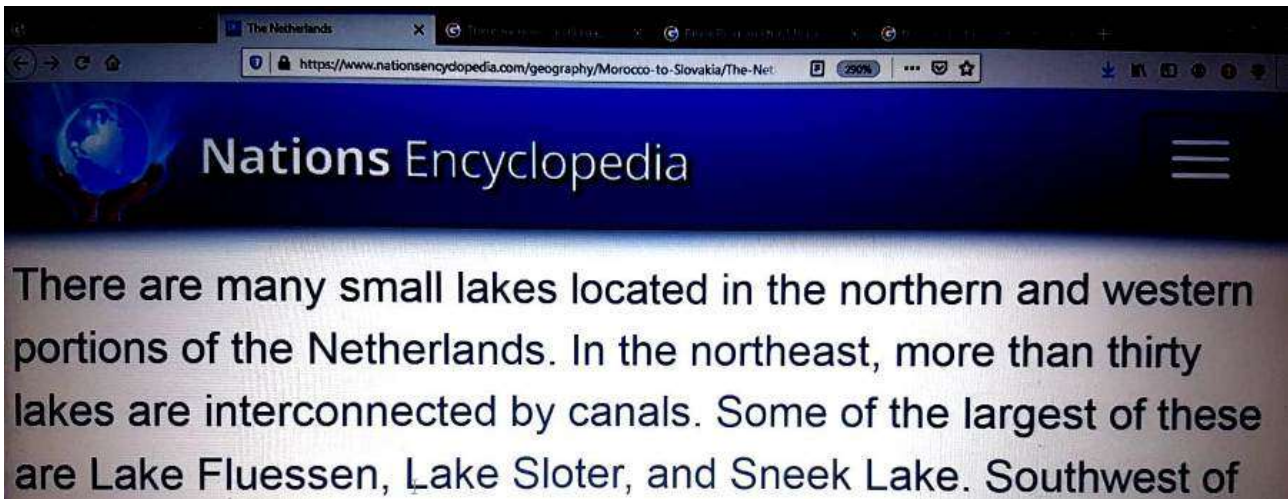 The Netherlands
https://www.nationsencyclopedia.com/geography/Morocco-to-Slovakia/The-Net
290%
Nations Encyclopedia
There are many small lakes located in the northern and western
portions of the Netherlands. In the northeast, more than thirty
lakes are interconnected by canals. Some of the largest of these
are Lake Fluessen, Lake Sloter, and Sneek Lake. Southwest of